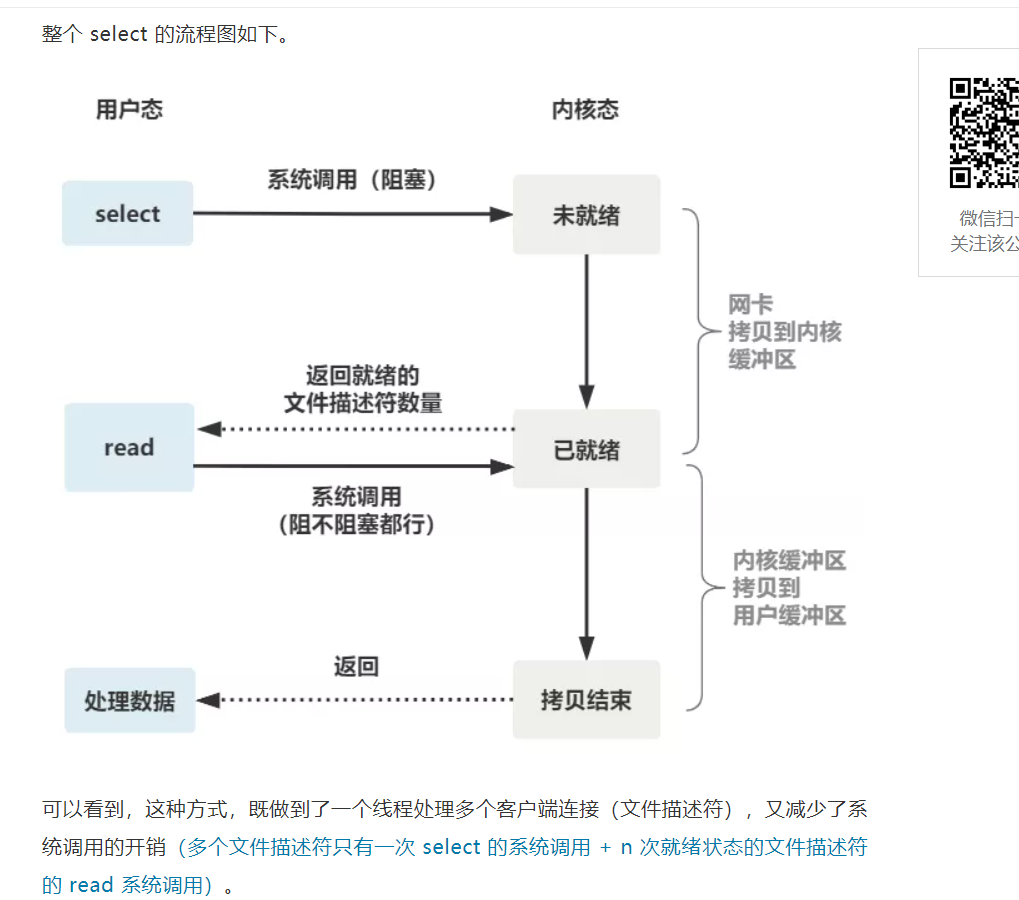 整个 select 的流程图如下。
用户态
内核态
系统调用（阻塞）
select
未就绪
网卡
拷贝到内核
缓冲区
返回就绪的
文件描述符数量
read
已就绪
系统调用
（阻不阻塞都行）
内核缓冲区
拷贝到
用户缓冲区
返回
处理数据
拷贝结束
微信扫一
关注该公
可以看到，这种方式，既做到了一个线程处理多个客户端连接（文件描述符），又减少了系
统调用的开销（多个文件描述符只有一次 select 的系统调用 + n 次就绪状态的文件描述符
的 read 系统调用）。